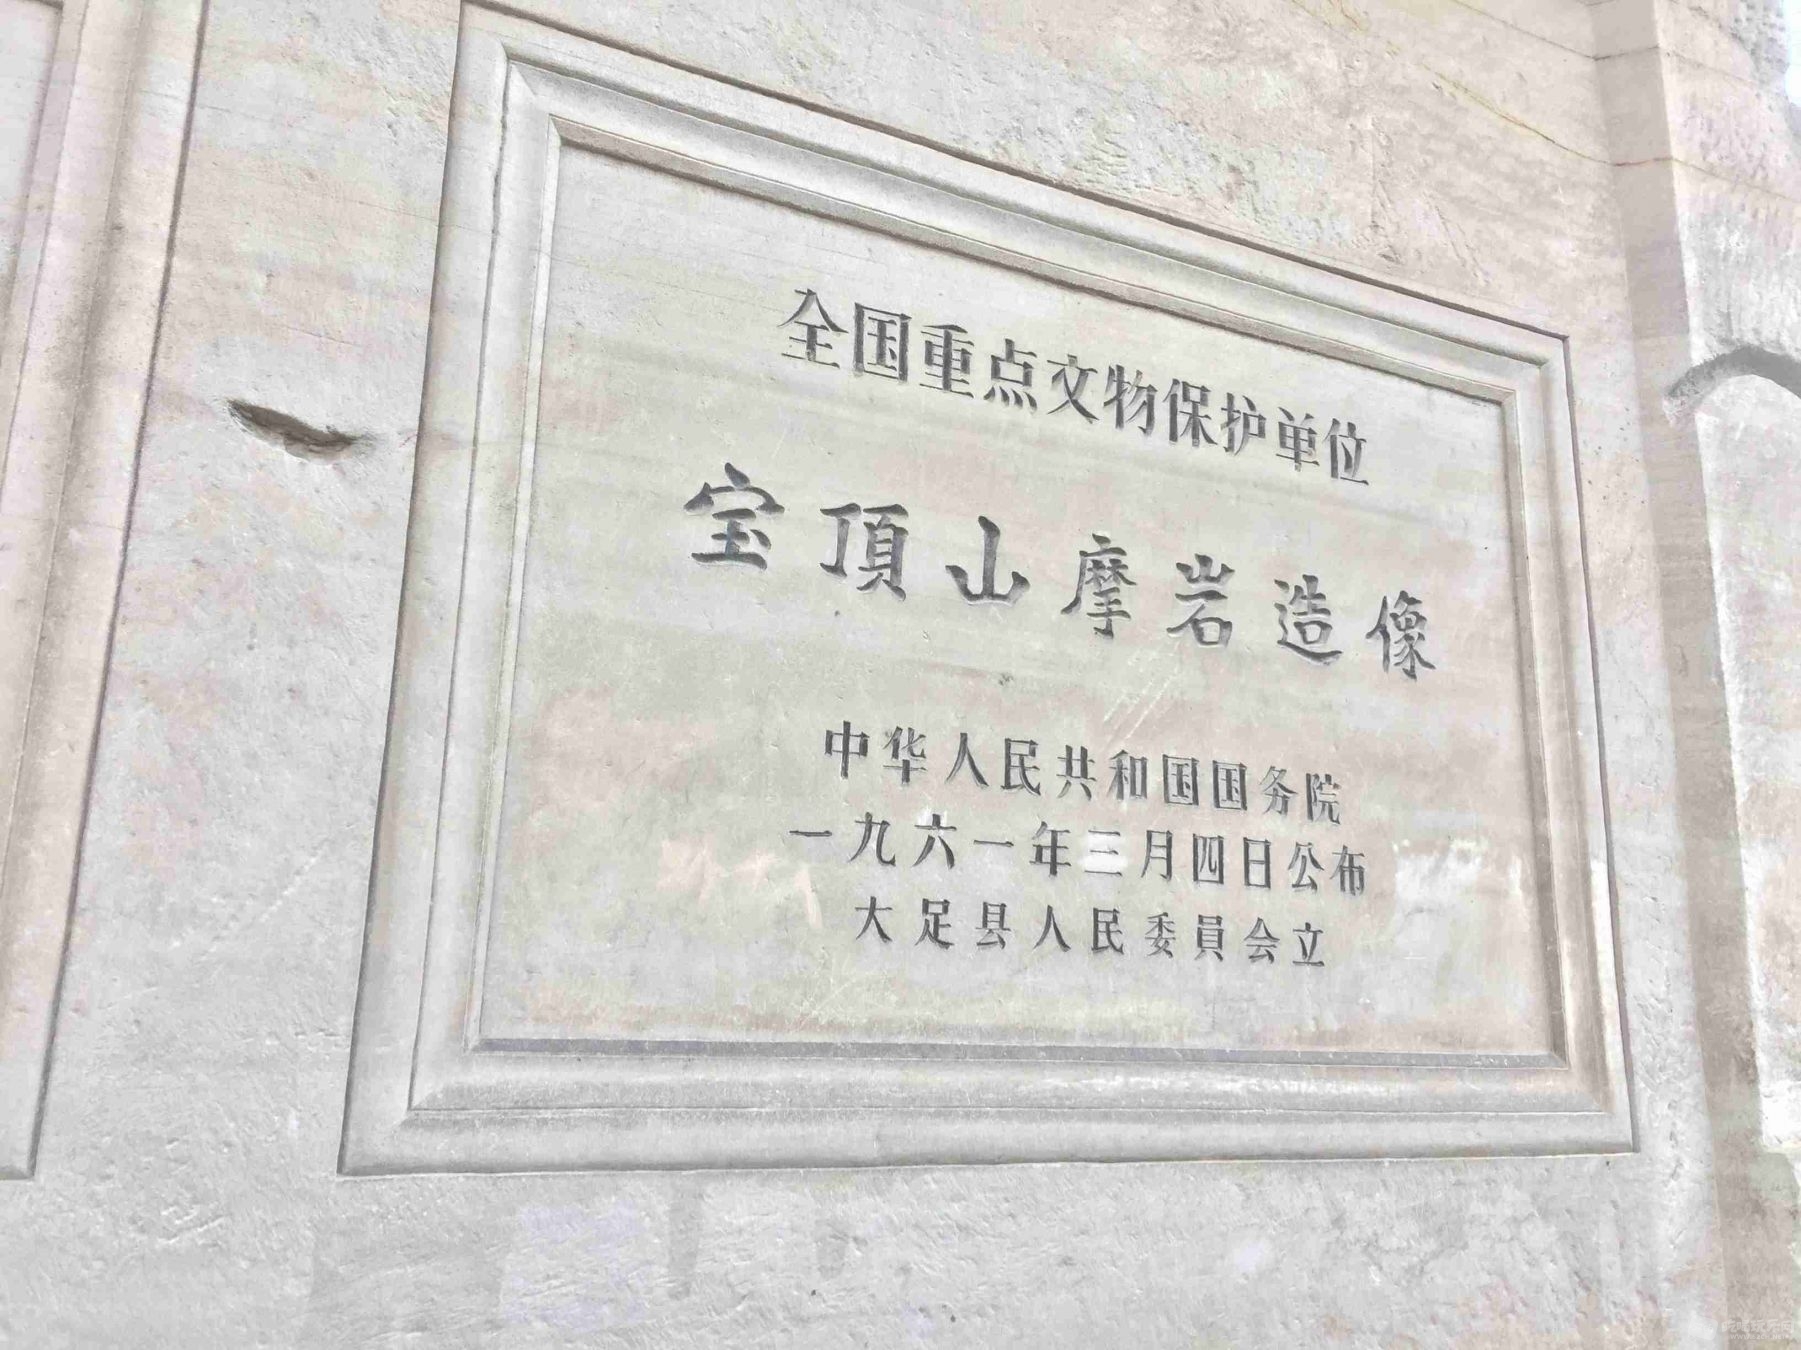 全国重点文物保护单位
宝頂山摩岩造像
中华人民共和国国务院
一九六一年三月四日公布
大足县人民委員会立